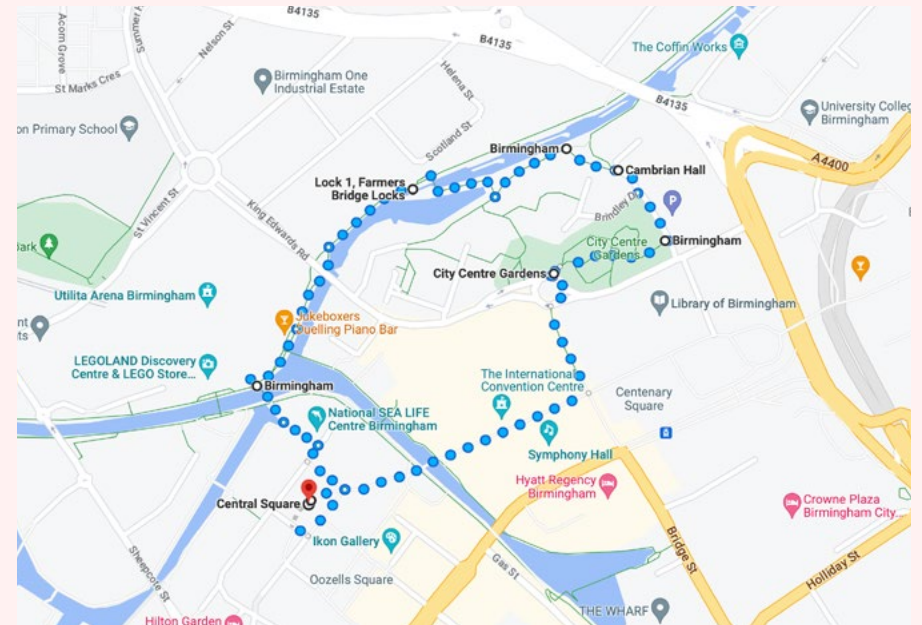 B4135
Acorn Grove
Summer
Nelson St
B4135
The Coffin Works
St Marks Cres
Birmingham One
Industrial Estate
Helena St
B4135
University
Birmingham
on Primary School
Scotland St
Birmingham
A4400
Cambrian Hall
Lock 1, Farmers
Bridge Locks
St Vincent St
King Edwards Rd
Brindley Dr
P
Birmingham
City Centre
Gardens
City Centre Gardens
Utilita Arena Birmingham
Library of Birmingham
Jukeboxers
Duelling Piano Bar
LEGOLAND Discovery
Centre & LEGO Store...
The International
Convention Centre
Birmingham
Centenary
Square
National SEA LIFE
Centre Birmingham
Symphony Hall
Hyatt Regency
Birmingham
Central Square
Crowne Plaza
Birmingham City...
Ikon Gallery
Bridge St
Sheepcote St
Oozells Square
Gas St
Holliday St
THE WHARF
Hilton Garden